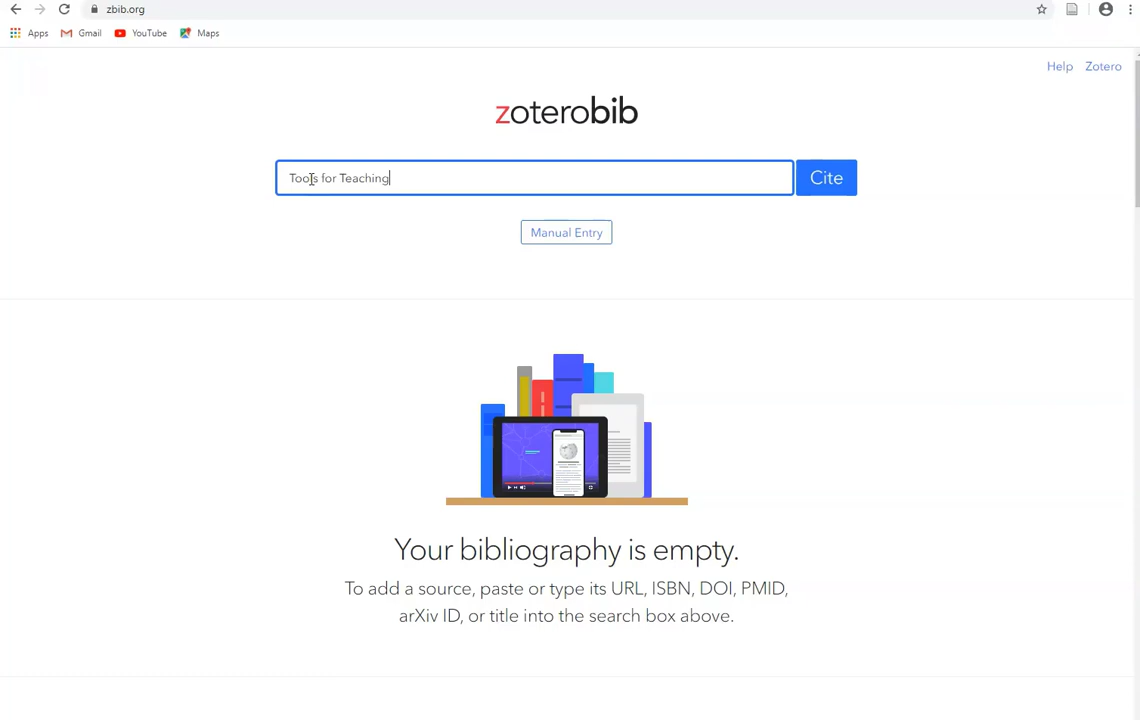 zbib.org
Apps Gmail YouTube Maps
Help Zotero
zoterobib
Tools for Teaching Cite
Manual Entry
Your bibliography is empty.
To add a source, paste or type its URL, ISBN, DOI, PMID,
arXiv ID, or title into the search box above.